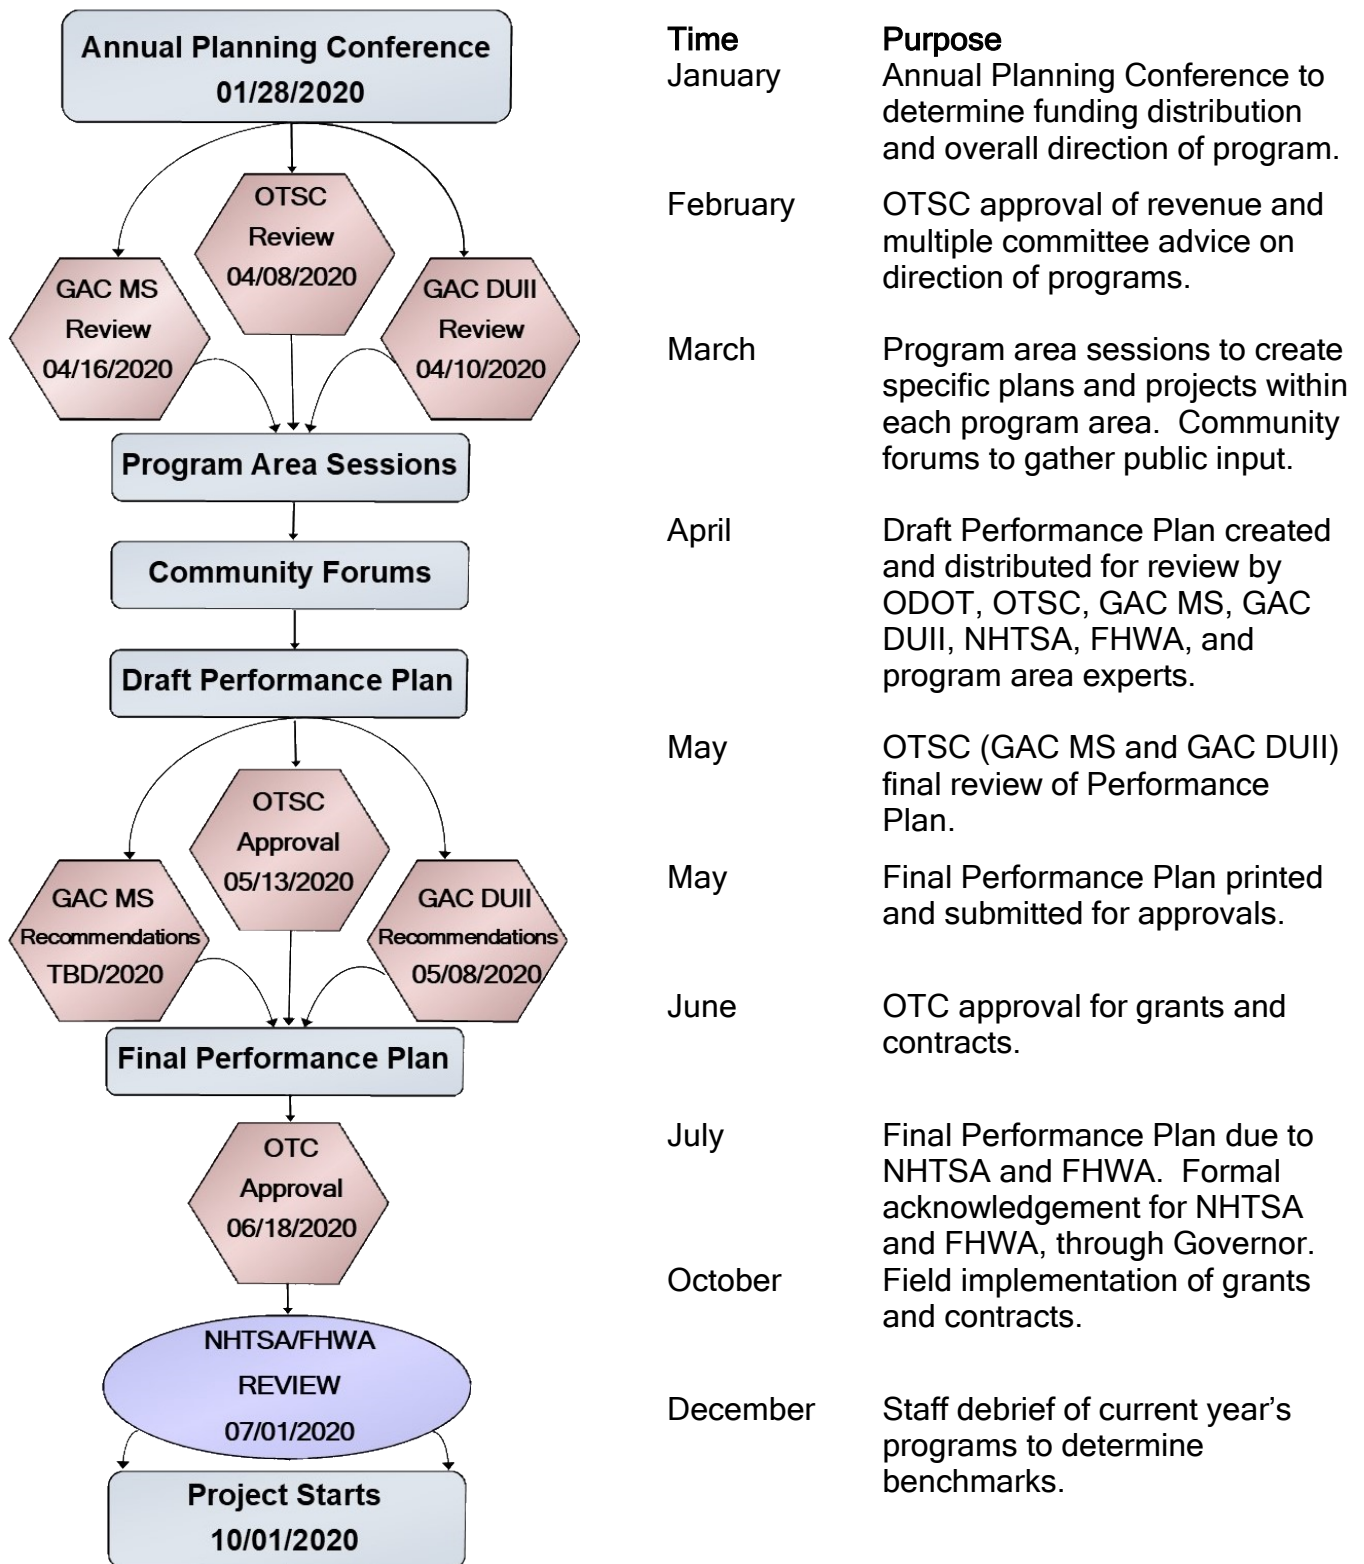 Annual Planning Conference
01/28/2020
OTSC
Review
04/08/2020
GAC MS
Review
04/16/2020
GAC DUII
Review
04/10/2020
Program Area Sessions
Community Forums
Draft Performance Plan
OTSC
Approval
05/13/2020
GAC MS
Recommendations
TBD/2020
GAC DUII
Recommendations
05/08/2020
Final Performance Plan
OTC
Approval
06/18/2020
NHTSA/FHWA
REVIEW
07/01/2020
Project Starts
10/01/2020
Time Purpose
January Annual Planning Conference to
determine funding distribution
and overall direction of program.
February OTSC approval of revenue and
multiple committee advice on
direction of programs.
March Program area sessions to create
specific plans and projects within
each program area.  Community
forums to gather public input.
April Draft Performance Plan created
and distributed for review by
ODOT, OTSC, GAC MS, GAC
DUII, NHTSA, FHWA, and
program area experts.
May OTSC (GAC MS and GAC DUII)
final review of Performance
Plan.
May Final Performance Plan printed
and submitted for approvals.
June OTC approval for grants and
contracts.
July Final Performance Plan due to
NHTSA and FHWA.  Formal
acknowledgement for NHTSA
and FHWA, through Governor.
October Field implementation of grants
and contracts.
December Staff debrief of current year’s
programs to determine
benchmarks.